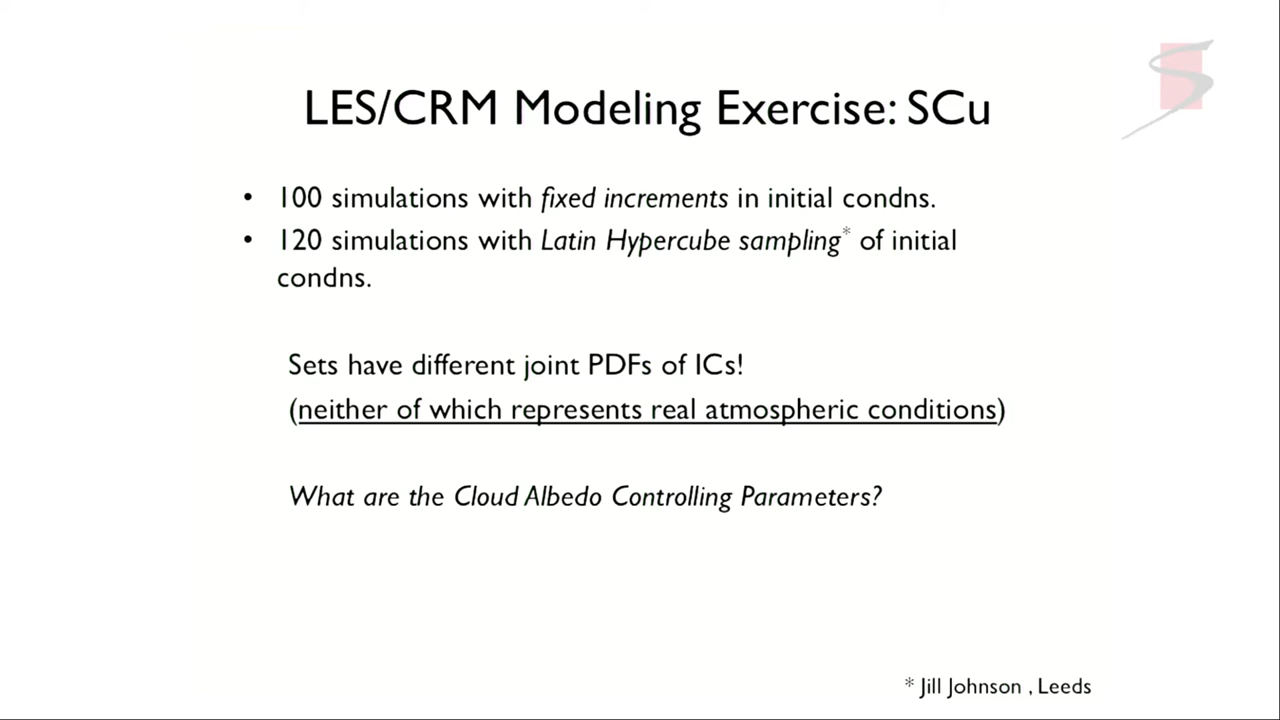 LES/CRM Modeling Exercise: SCu
• 100 simulations with fixed increments in initial condns.
• 120 simulations with Latin Hypercube sampling* of initial
condns.
Sets have different joint PDFs of ICs!
(neither of which represents real atmospheric conditions)
What are the Cloud Albedo Controlling Parameters?
* Jill Johnson , Leeds